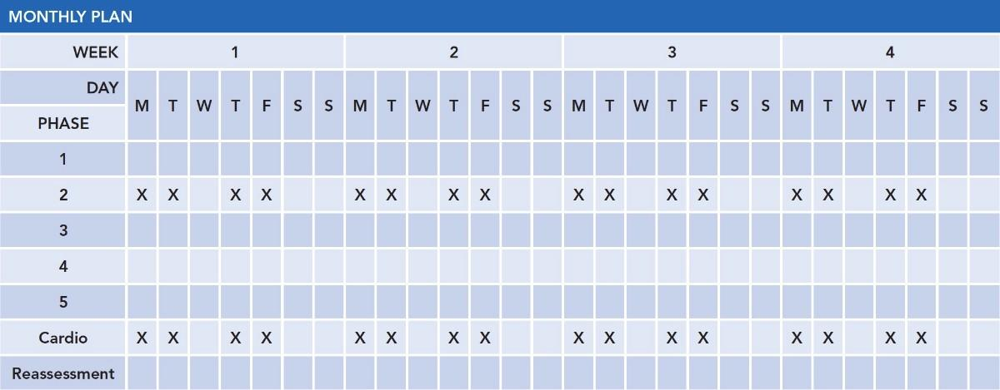 MONTHLY PLAN
WEEK 1 2 3 4
DAY
M T W T F S S M T W T F S S M T W T F S S M T W T F S S
PHASE
1
2 X X X X X X X X X X X X X X X X
3
4
5
Cardio X X X X X X X X X X X X X X X X
Reassessment